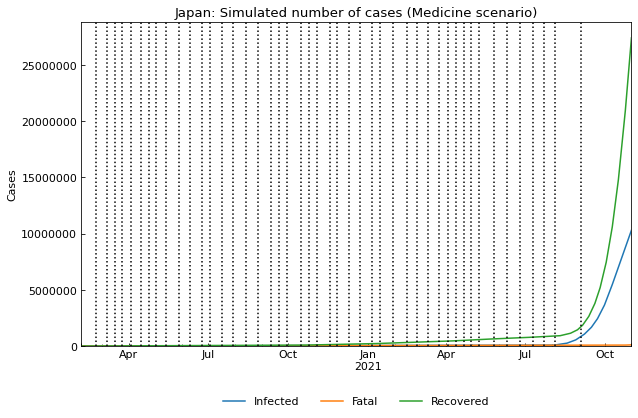 Japan: Simulated number of cases (Medicine scenario)
Cases
25000000
20000000
15000000
10000000
5000000
0
Apr Jul Oct Jan Apr Jul Oct
2021
Infected Fatal Recovered